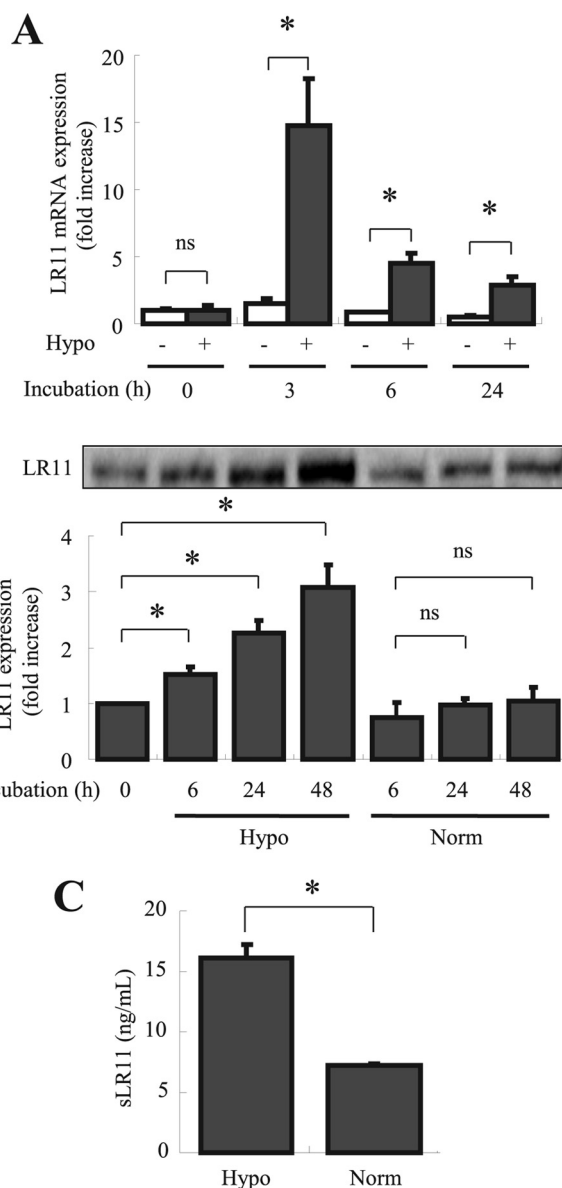 A
*
20
15
10
5
0
LR11 mRNA expression
(fold increase)
ns
*
*
Hypo - + - + - + - +
Incubation (h) 0 3 6 24
LR11
*
*
*
ns
ns
4
3
2
1
0
LR11 expression
(fold increase)
cubation (h) 0 6 24 48 6 24 48
Hypo Norm
C
*
20
15
10
5
0
sLR11 (ng/mL)
Hypo Norm